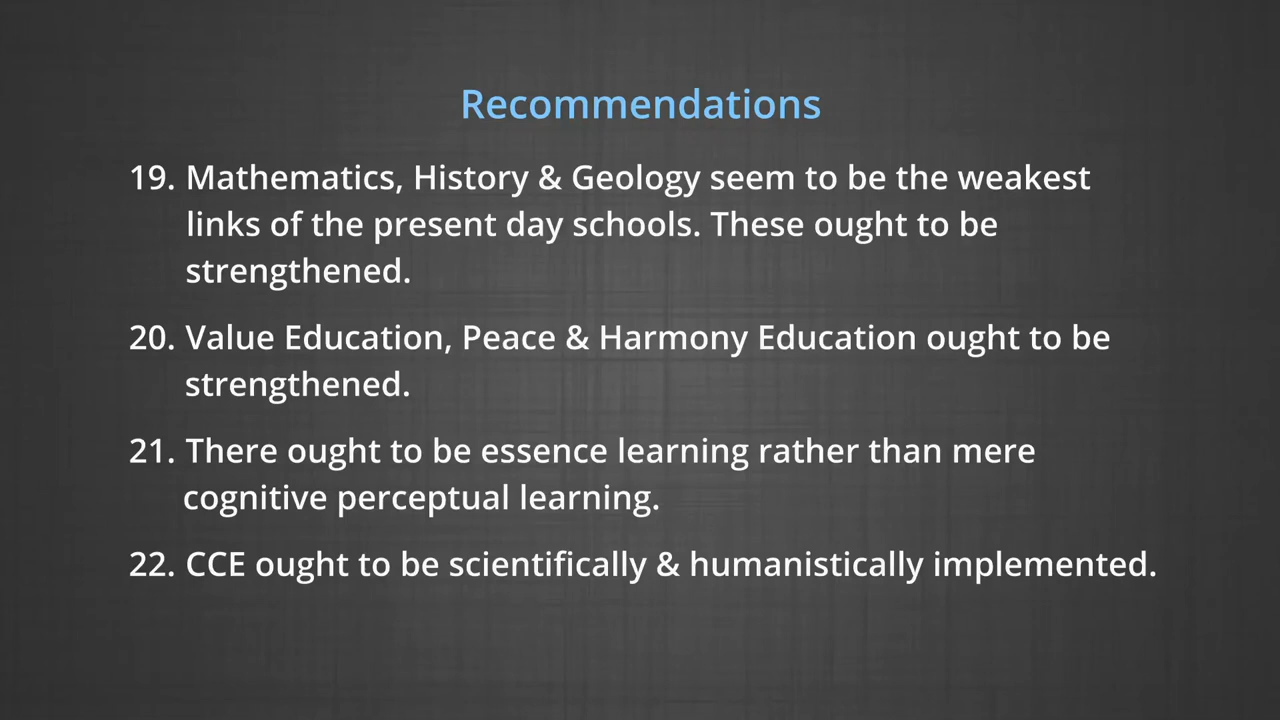 Recommendations
19. Mathematics, History & Geology seem to be the weakest
links of the present day schools. These ought to be
strengthened.
20. Value Education, Peace & Harmony Education ought to be
strengthened.
21. There ought to be essence learning rather than mere
cognitive perceptual learning.
22. CCE ought to be scientifically & humanistically implemented.